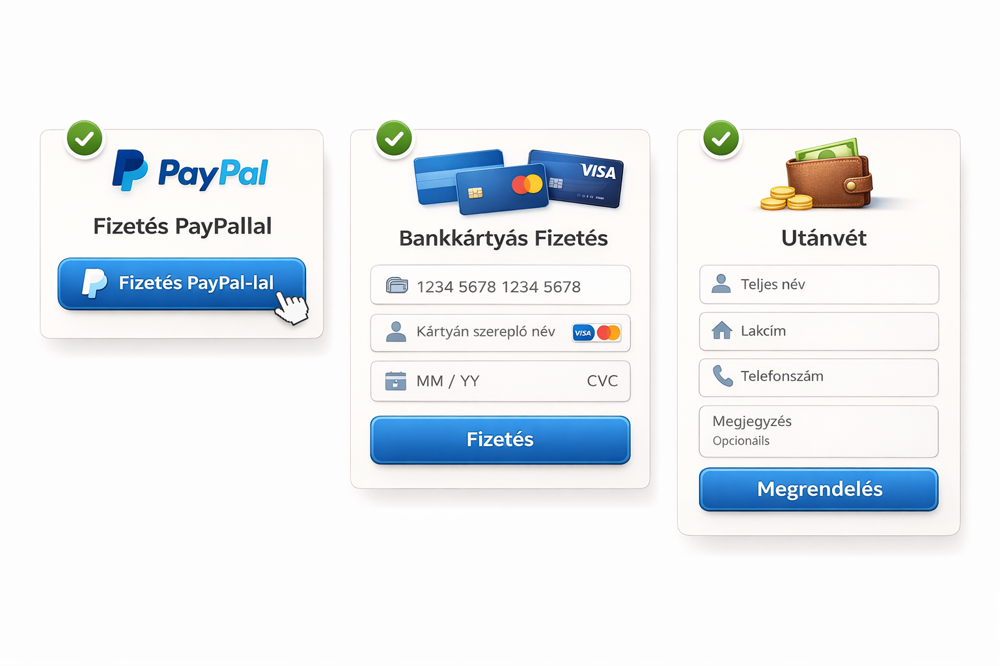 PayPal
Fizetés PayPallal
Fizetés PayPal-lal
VISA
Bankkártyás Fizetés
1234 5678 1234 5678
Kártyán szerepló név
VISA
MM / YY CVC
Fizetés
Utánvét
Teljes név
Lakcím
Telefonszám
Megjegyzés
Opcionáils
Megrendelés